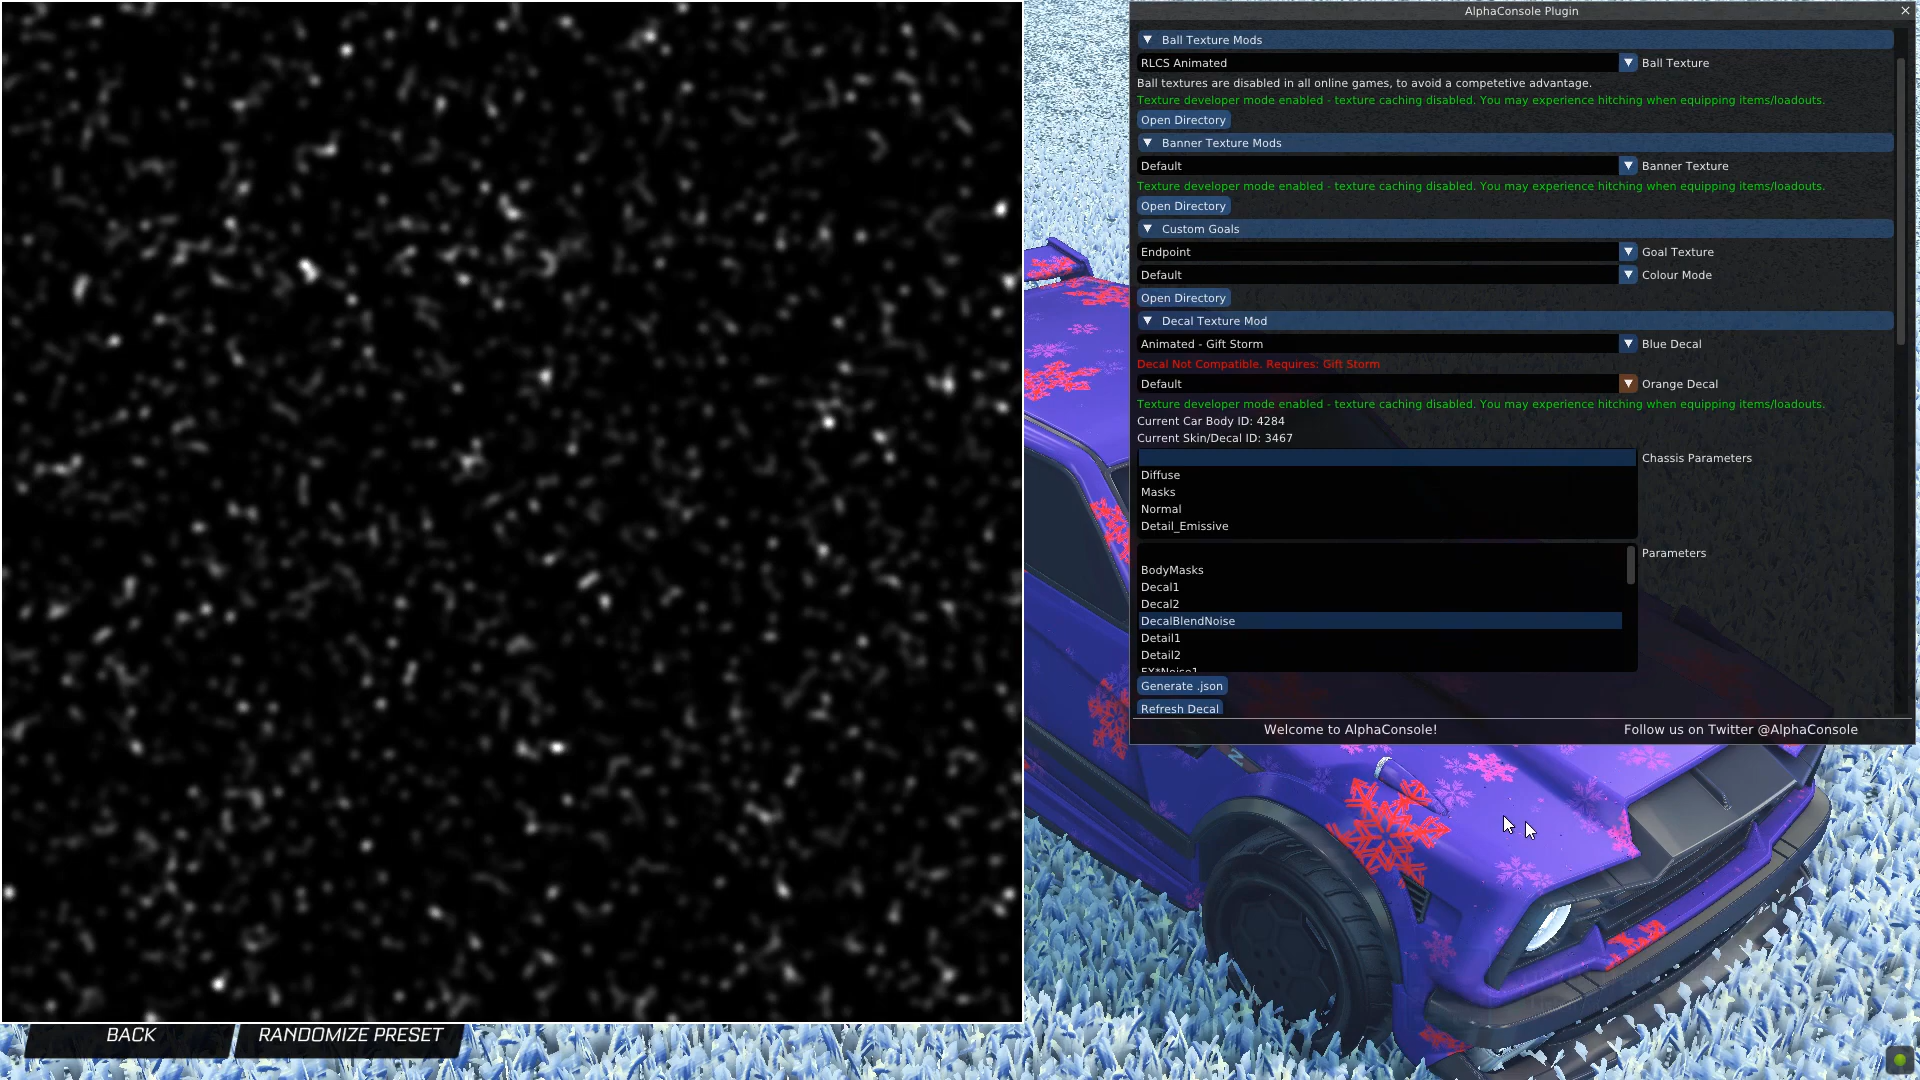 AlphaConsole Plugin
Ball Texture Mods
RLCS Animated
Ball Texture
Ball textures are disabled in all online games, to avoid a competetive advantage.
Texture developer mode enabled - texture caching disabled. You may experience hitching when equipping items/loadouts.
Open Directory
Banner Texture Mods
Default
Banner Texture
Texture developer mode enabled - texture caching disabled. You may experience hitching when equipping items/loadouts.
Open Directory
Custom Goals
Endpoint
Goal Texture
Default
Colour Mode
Open Directory
Decal Texture Mod
Animated - Gift Storm
Blue Decal
Decal Not Compatible. Requires: Gift Storm
Default
Orange Decal
Texture developer mode enabled - texture caching disabled. You may experience hitching when equipping items/loadouts.
Current Car Body ID: 4284
Current Skin/Decal ID: 3467
Chassis Parameters
Diffuse
Masks
Normal
Detail_Emissive
Parameters
BodyMasks
Decal1
Decal2
DecalBlendNoise
Detail1
Detail2
FX*Noise1
Generate .json
Refresh Decal
Welcome to AlphaConsole!
Follow us on Twitter @AlphaConsole
BACK
RANDOMIZE PRESET